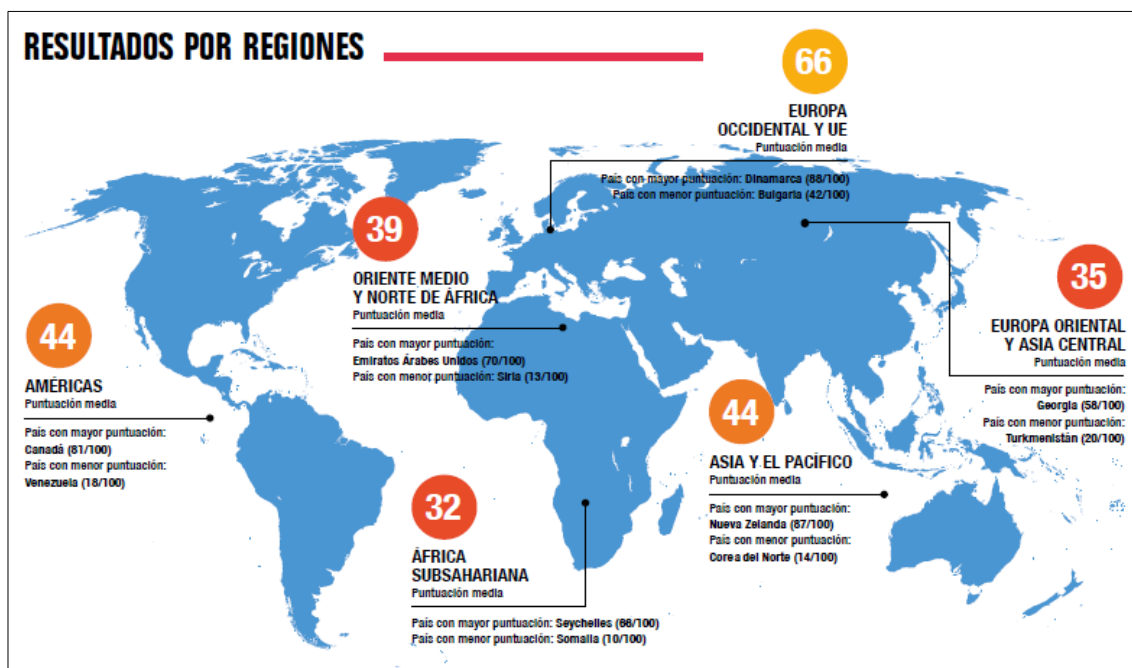 RESULTADOS POR REGIONES
66
EUROPA
OCCIDENTAL Y UE
Puntuación media
País con mayor puntuación: Dinamarca (88/100)
País con menor puntuación: Bulgaria (42/100)
39
ORIENTE MEDIO
Y NORTE DE ÁFRICA
Puntuación media
País con mayor puntuación:
Emiratos Árabes Unidos (70/100)
País con menor puntuación: Siria (13/100)
35
EUROPA ORIENTAL
Y ASIA CENTRAL
Puntuación media
País con mayor puntuación:
Georgia (58/100)
País con menor puntuación:
Turkmenistán (20/100)
44
AMÉRICAS
Puntuación media
País con mayor puntuación:
Canadá (81/100)
País con menor puntuación:
Venezuela (18/100)
44
ASIA Y EL PACÍFICO
Puntuación media
País con mayor puntuación:
Nueva Zelanda (87/100)
País con menor puntuación:
Corea del Norte (14/100)
32
ÁFRICA
SUBSAHARIANA
Puntuación media
País con mayor puntuación: Seychelles (66/100)
País con menor puntuación: Somalia (10/100)